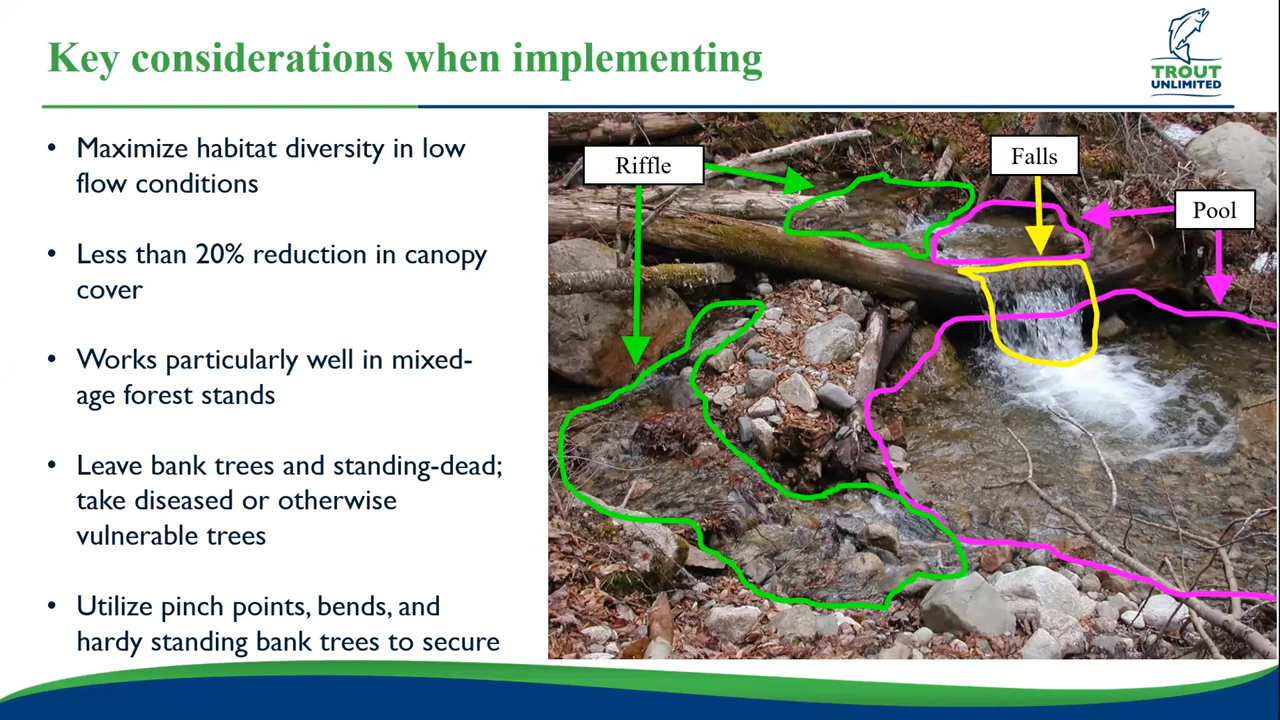 Key considerations when implementing
TROUT
UNLIMITED
• Maximize habitat diversity in low
flow conditions
• Less than 20% reduction in canopy
cover
• Works particularly well in mixed-
age forest stands
• Leave bank trees and standing-dead;
take diseased or otherwise
vulnerable trees
• Utilize pinch points, bends, and
hardy standing bank trees to secure
Riffle
Falls
Pool